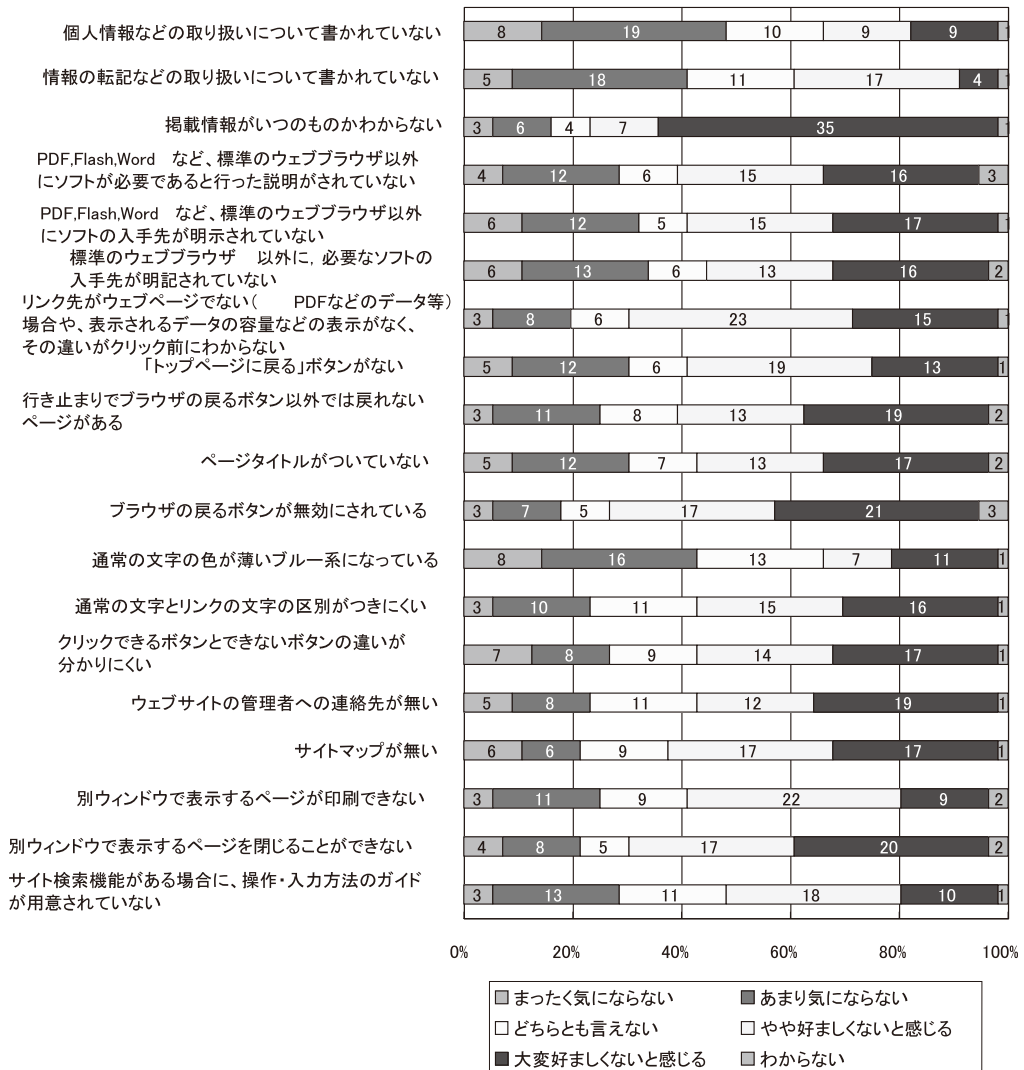 個人情報などの取り扱いについて書かれていない
8 19 10 9 9 1
情報の転記などの取り扱いについて書かれていない
5 18 11 17 4 1
掲載情報がいつのものかわからない
3 6 4 7 35 1
PDF,Flash,Word など、標準のウェブブラウザ以外
にソフトが必要であると行った説明がされていない
4 12 6 15 16 3
PDF,Flash,Word など、標準のウェブブラウザ以外
にソフトの入手先が明示されていない
6 12 5 15 17 1
標準のウェブブラウザ 以外に, 必要なソフトの
入手先が明記されていない
6 13 6 13 16 2
リンク先がウェブページでない( PDFなどのデータ等)
場合や、表示されるデータの容量などの表示がなく、
その違いがクリック前にわからない
3 8 6 23 15 1
「トップページに戻る」ボタンがない
5 12 6 19 13 1
行き止まりでブラウザの戻るボタン以外では戻れない
ページがある
3 11 8 13 19 2
ページタイトルがついていない
5 12 7 13 17 2
ブラウザの戻るボタンが無効にされている
3 7 5 17 21 3
通常の文字の色が薄いブルー系になっている
8 16 13 7 11 1
通常の文字とリンクの文字の区別がつきにくい
3 10 11 15 16 1
クリックできるボタンとできないボタンの違いが
分かりにくい
7 8 9 14 17 1
ウェブサイトの管理者への連絡先が無い
5 8 11 12 19 1
サイトマップが無い
6 6 9 17 17 1
別ウィンドウで表示するページが印刷できない
3 11 9 22 9 2
別ウィンドウで表示するページを閉じることができない
4 8 5 17 20 2
サイト検索機能がある場合に、操作・入力方法のガイド
が用意されていない
3 13 11 18 10 1
0% 20% 40% 60% 80% 100%
まったく気にならない あまり気にならない
どちらとも言えない やや好ましくないと感じる
大変好ましくないと感じる わからない